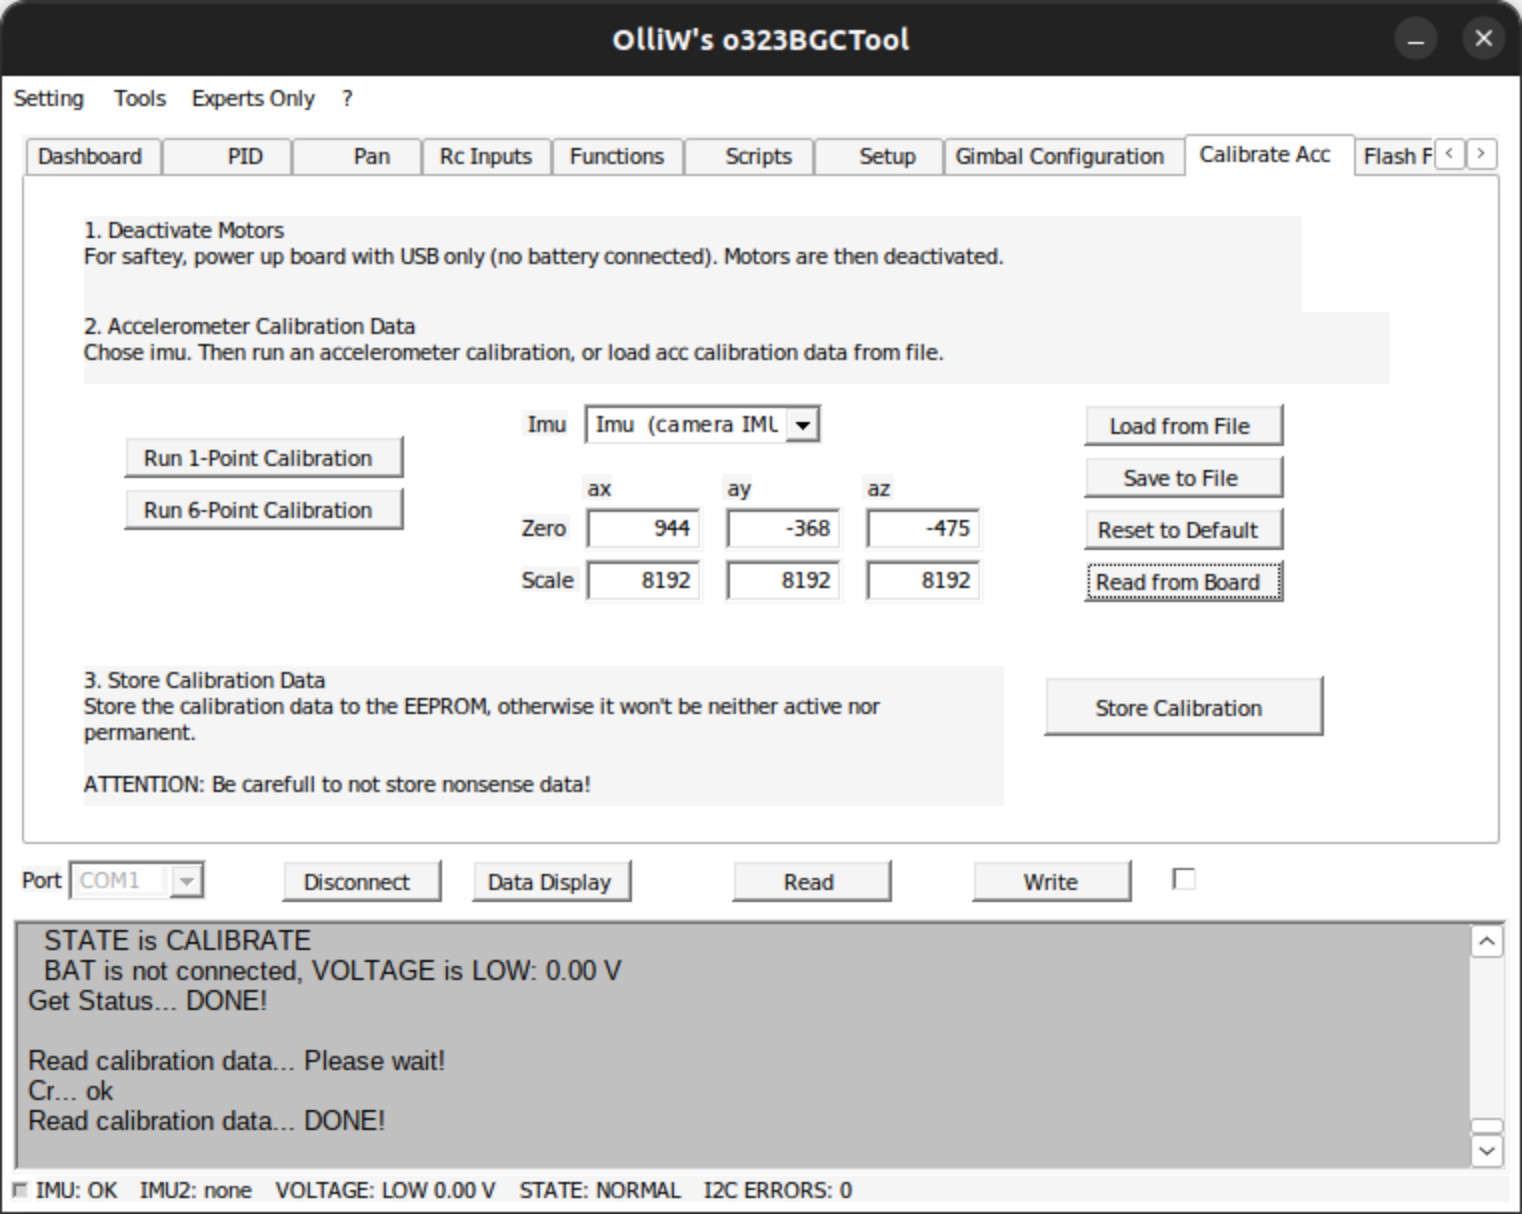 OlliW's o323BGCTool
Setting Tools Experts Only ?
Dashboard PID Pan Rc Inputs Functions Scripts Setup Gimbal Configuration Calibrate Acc Flash F
1. Deactivate Motors
For saftey, power up board with USB only (no battery connected). Motors are then deactivated.
2. Accelerometer Calibration Data
Chose imu. Then run an accelerometer calibration, or load acc calibration data from file.
Imu Imu (camera IMU
Load from File
Run 1-Point Calibration
Save to File
ax ay az
Run 6-Point Calibration
Zero 944 -368 -475
Reset to Default
Scale 8192 8192 8192
Read from Board
3. Store Calibration Data
Store the calibration data to the EEPROM, otherwise it won't be neither active nor
permanent.
Store Calibration
ATTENTION: Be carefull to not store nonsense data!
Port COM1 Disconnect Data Display Read Write
STATE is CALIBRATE
BAT is not connected, VOLTAGE is LOW: 0.00 V
Get Status... DONE!
Read calibration data... Please wait!
Cr... ok
Read calibration data... DONE!
IMU: OK IMU2: none VOLTAGE: LOW 0.00 V STATE: NORMAL I2C ERRORS: 0